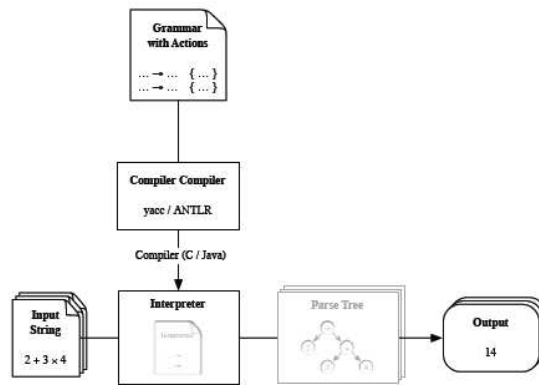 Grammar
with Actions
... → ... { ... }
... → ... { ... }
Compiler Compiler
yacc / ANTLR
Compiler (C / Java)
Interpreter
Parse Tree
Input
String
2 + 3 × 4
Output
14